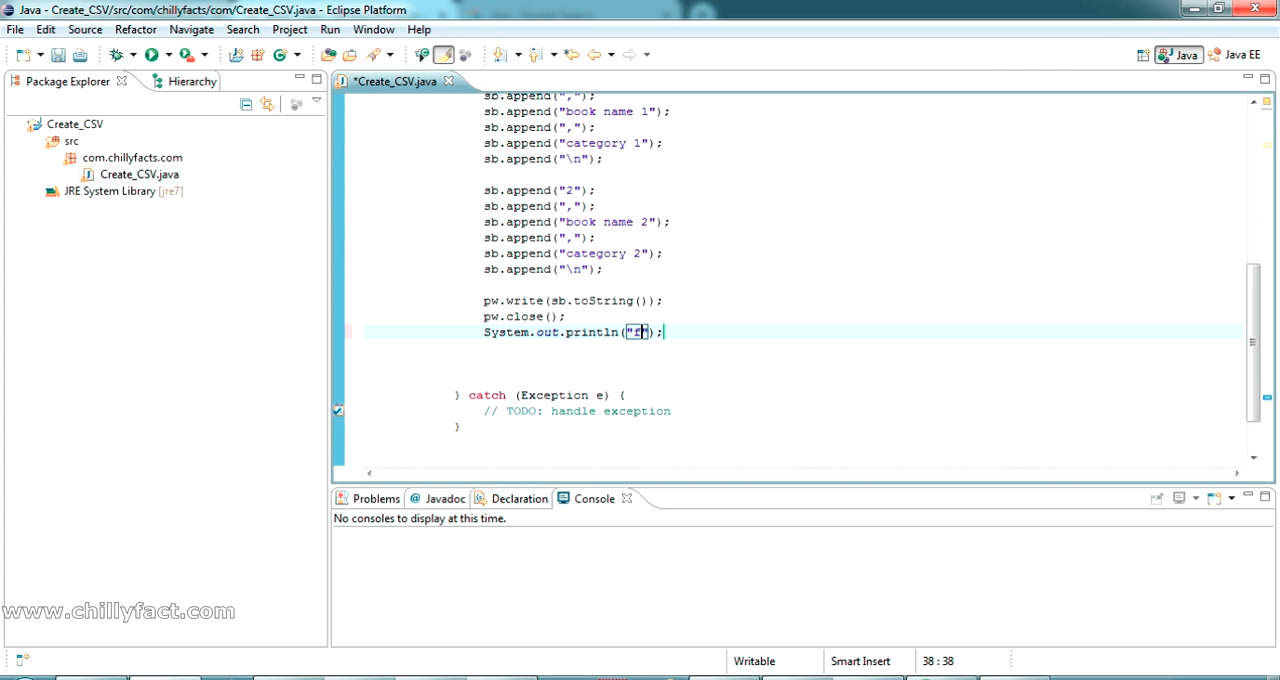 Java - Create_CSV/src/com/chillyfacts/com/Create_CSV.java - Eclipse Platform
File Edit Source Refactor Navigate Search Project Run Window Help
Java Java EE
Package Explorer Hierarchy
*Create_CSV.java
Create_CSV
src
com.chillyfacts.com
Create_CSV.java
JRE System Library [jre7]
sb.append(",");
sb.append("book name 1");
sb.append(",");
sb.append("category 1");
sb.append("\n");
sb.append("2");
sb.append(",");
sb.append("book name 2");
sb.append(",");
sb.append("category 2");
sb.append("\n");
pw.write(sb.toString());
pw.close();
System.out.println("f");
} catch (Exception e) {
// TODO: handle exception
}
Problems Javadoc Declaration Console
No consoles to display at this time.
www.chillyfact.com
Writable Smart Insert 38 : 38